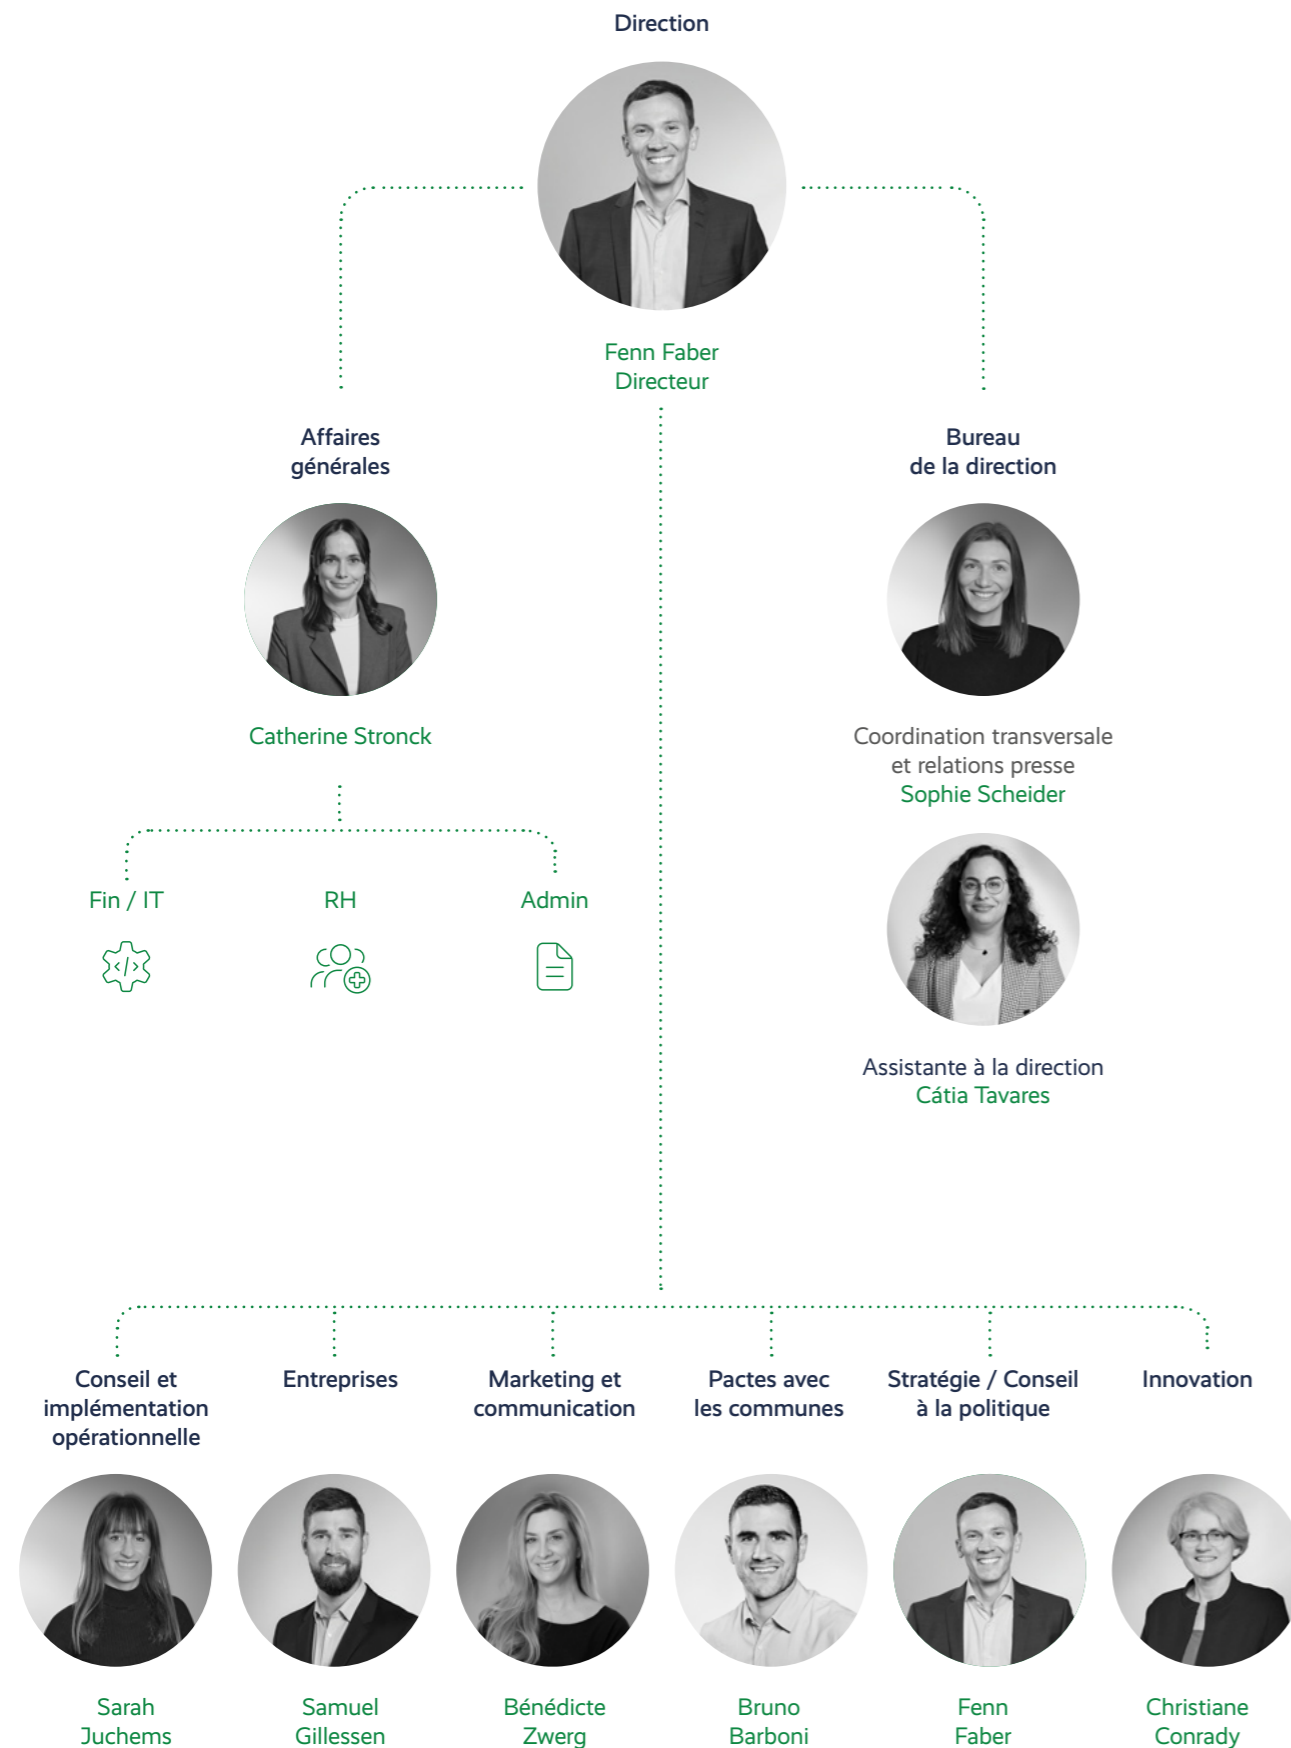 Direction
Fenn Faber
Directeur
Affaires
générales
Catherine Stronck
Fin / IT
RH
Admin
Bureau
de la direction
Coordination transversale
et relations presse
Sophie Scheider
Assistante à la direction
Cátia Tavares
Conseil et
implémentation
opérationnelle
Sarah
Juchems
Entreprises
Samuel
Gillessen
Marketing et
communication
Bénédicte
Zwerg
Pactes avec
les communes
Bruno
Barboni
Stratégie / Conseil
à la politique
Fenn
Faber
Innovation
Christiane
Conrady